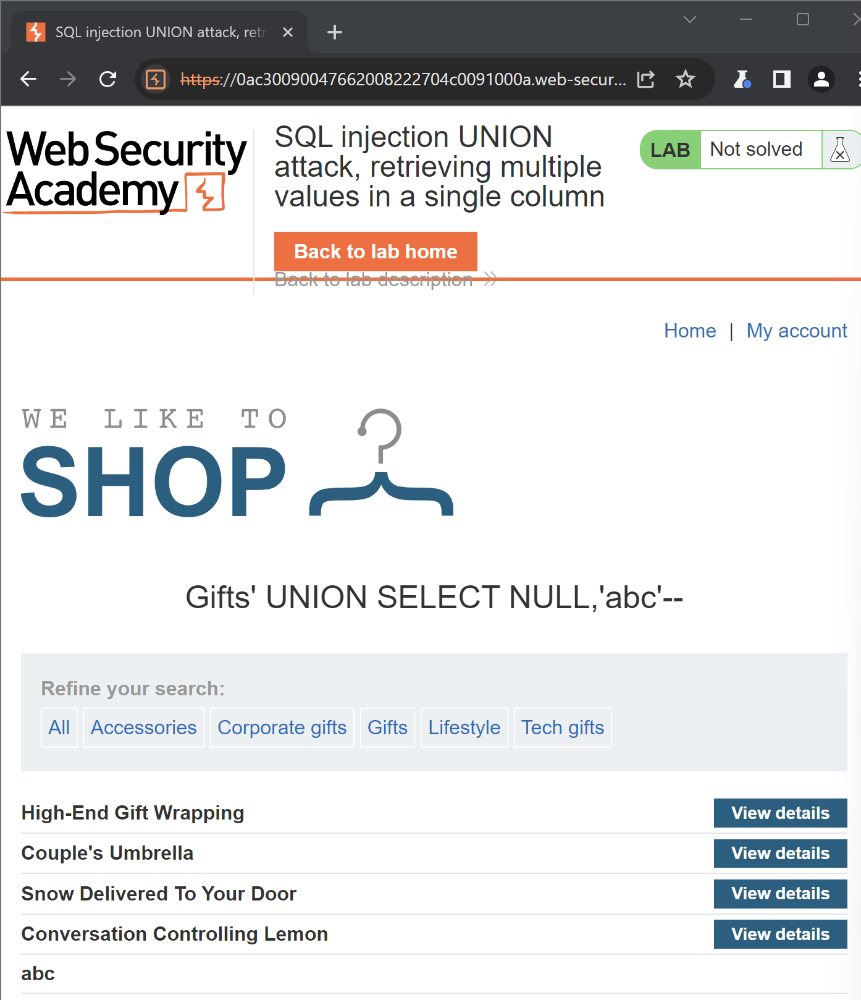 SQL injection UNION attack, retr
https://0ac30090047662008222704c0091000a.web-secur...
Web Security
Academy
SQL injection UNION
attack, retrieving multiple
values in a single column
LAB Not solved
Back to lab home
Back to lab description
Home | My account
WE LIKE TO
SHOP
Gifts' UNION SELECT NULL,'abc'--
Refine your search:
All Accessories Corporate gifts Gifts Lifestyle Tech gifts
High-End Gift Wrapping View details
Couple's Umbrella View details
Snow Delivered To Your Door View details
Conversation Controlling Lemon View details
abc